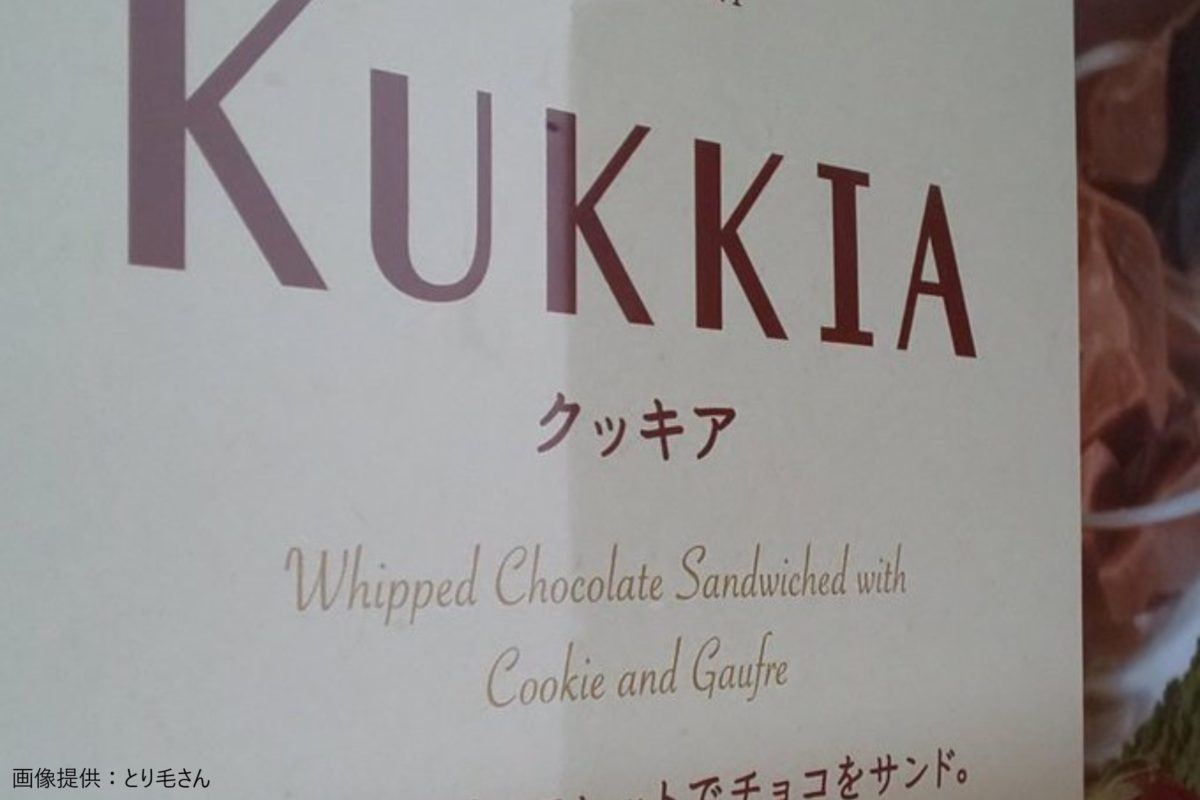 KUKKIA
クッキア
Whipped Chocolate Sandwiched with
Cookie and Gaufre
でチョコをサンド。
画像提供：とり毛さん